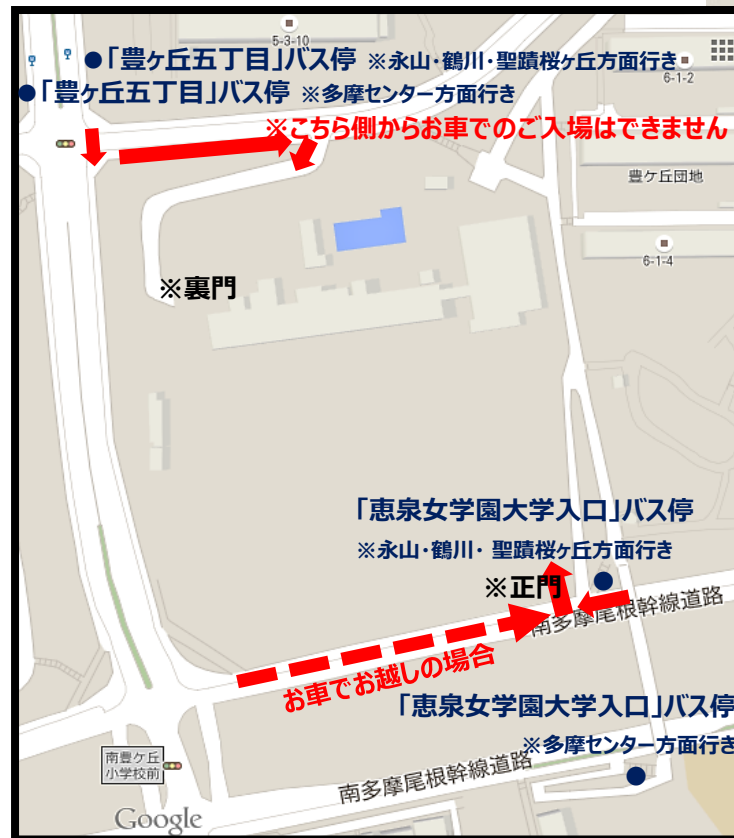 5-3-10
●「豊ヶ丘五丁目」バス停 ※永山・鶴川・聖蹟桜ヶ丘方面行き
6-1-2
●「豊ヶ丘五丁目」バス停 ※多摩センター方面行き
※こちら側からお車でのご入場はできません
豊ケ丘団地
6-1-4
※裏門
「恵泉女学園大学入口」バス停
※永山・鶴川・ 聖蹟桜ヶ丘方面行き
※正門
南多摩尾根幹線道路
お車でお越しの場合
「恵泉女学園大学入口」バス停
※多摩センター方面行き
南豊ケ丘
小学校前
南多摩尾根幹線道路
Google